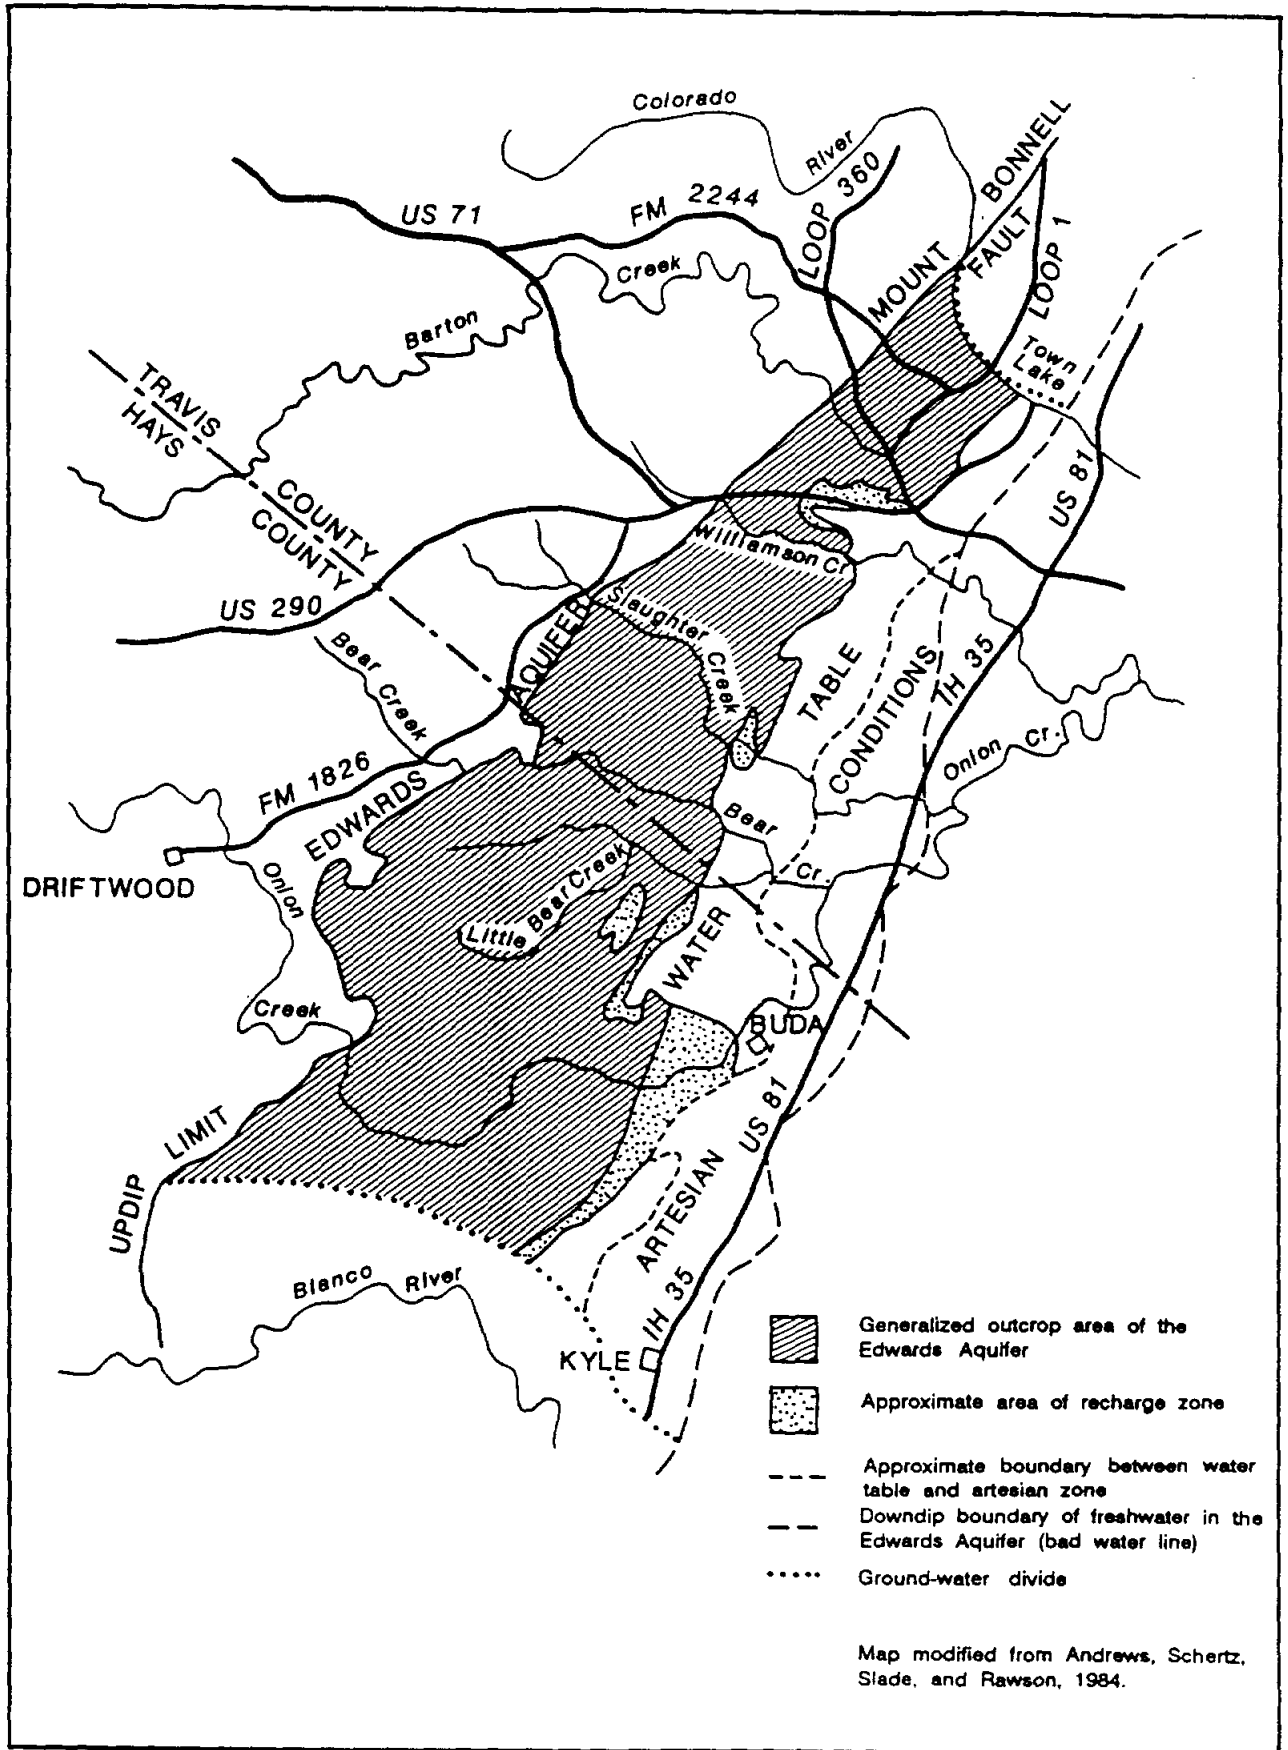 Colorado
River
BONNELL
MOUNT
FAULT
LOOP 360
LOOP 1
US 71
FM 2244
Creek
Barton
Town
Lake
TRAVIS
HAYS
COUNTY
COUNTY
US 81
Williamson Cr
US 290
Slaughter
Creek
AQUIFER
TABLE
CONDITIONS
IH 35
Bear
Creek
Onion Cr.
FM 1826
EDWARDS
Bear
Cr.
DRIFTWOOD
Onion
Creek
Little Bear Creek
WATER
BUDA
US 81
LIMIT
UPDIP
ARTESIAN
IH 35
Blanco River
KYLE
Generalized outcrop area of the
Edwards Aquifer
Approximate area of recharge zone
Approximate boundary between water
table and artesian zone
Downdip boundary of freshwater in the
Edwards Aquifer (bad water line)
Ground-water divide
Map modified from Andrews, Schertz,
Slade, and Rawson, 1984.